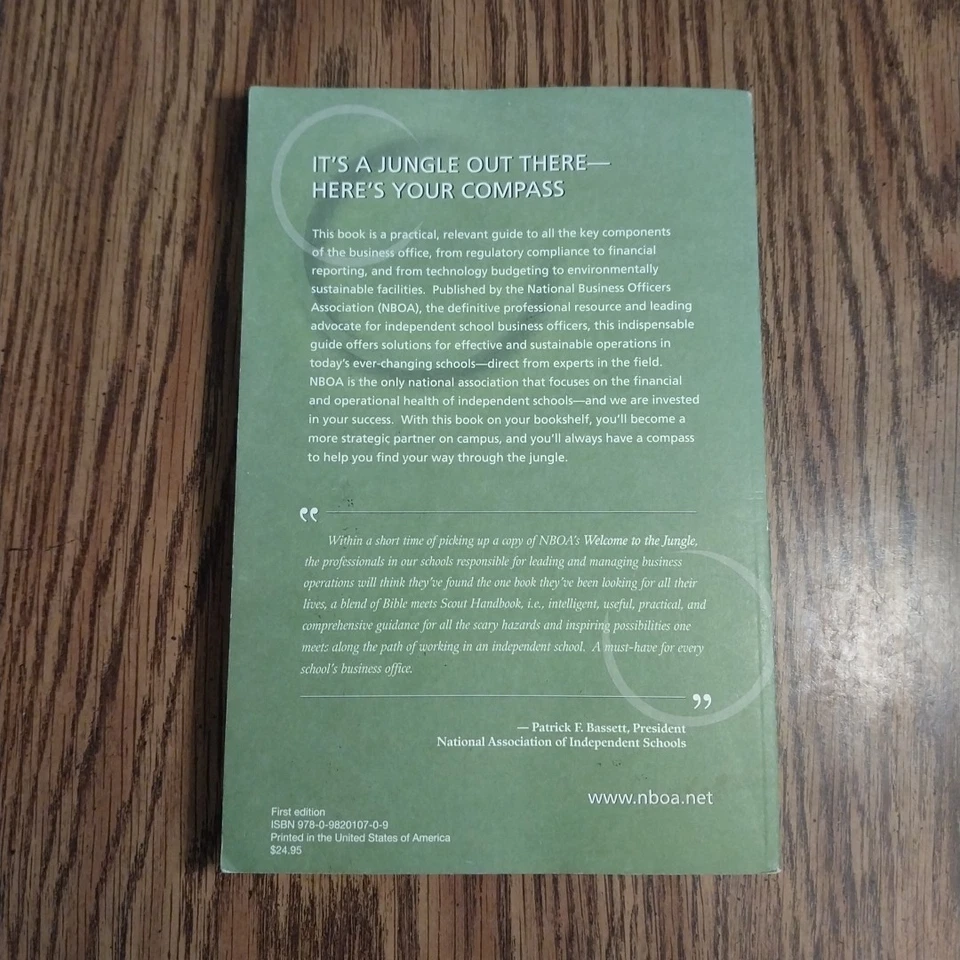 IT'S A JUNGLE OUT THERE—
HERE'S YOUR COMPASS
This book is a practical, relevant guide to all the key components
of the business office, from regulatory compliance to financial
reporting, and from technology budgeting to environmentally
sustainable facilities.  Published by the National Business Officers
Association (NBOA), the definitive professional resource and leading
advocate for independent school business officers, this indispensable
guide offers solutions for effective and sustainable operations in
today's ever-changing schools—direct from experts in the field.
NBOA is the only national association that focuses on the financial
and operational health of independent schools—and we are invested
in your success.  With this book on your bookshelf, you'll become a
more strategic partner on campus, and you'll always have a compass
to help you find your way through the jungle.
“
Within a short time of picking up a copy of NBOA's Welcome to the Jungle,
the professionals in our schools responsible for leading and managing business
operations will think they've found the one book they've been looking for all their
lives, a blend of Bible meets Scout Handbook, i.e., intelligent, useful, practical, and
comprehensive guidance for all the scary hazards and inspiring possibilities one
meets along the path of working in an independent school.  A must-have for every
school's business office.
”
— Patrick F. Bassett, President
National Association of Independent Schools
www.nboa.net
First edition
ISBN 978-0-9820107-0-9
Printed in the United States of America
$24.95